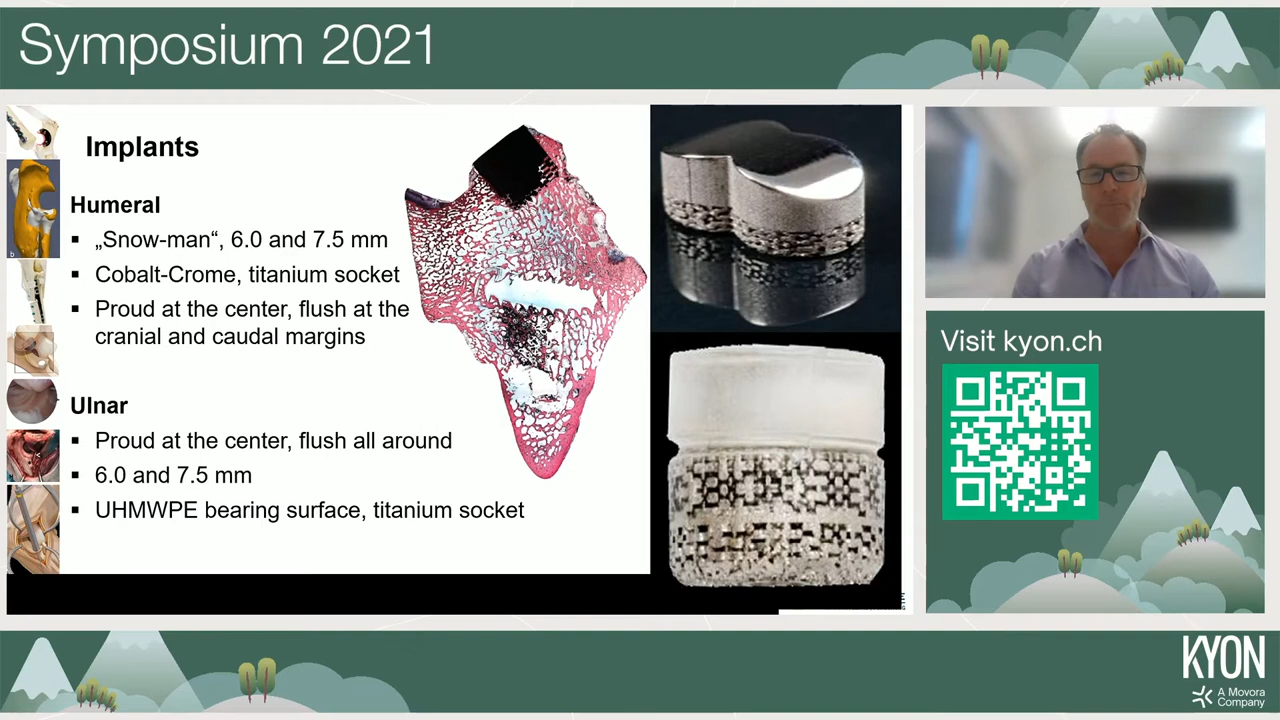 Symposium 2021
Implants
Humeral
▪ „Snow-man“, 6.0 and 7.5 mm
▪ Cobalt-Crome, titanium socket
▪ Proud at the center, flush at the
cranial and caudal margins
Ulnar
▪ Proud at the center, flush all around
▪ 6.0 and 7.5 mm
▪ UHMWPE bearing surface, titanium socket
b
Visit kyon.ch
KYON
A Movora
Company